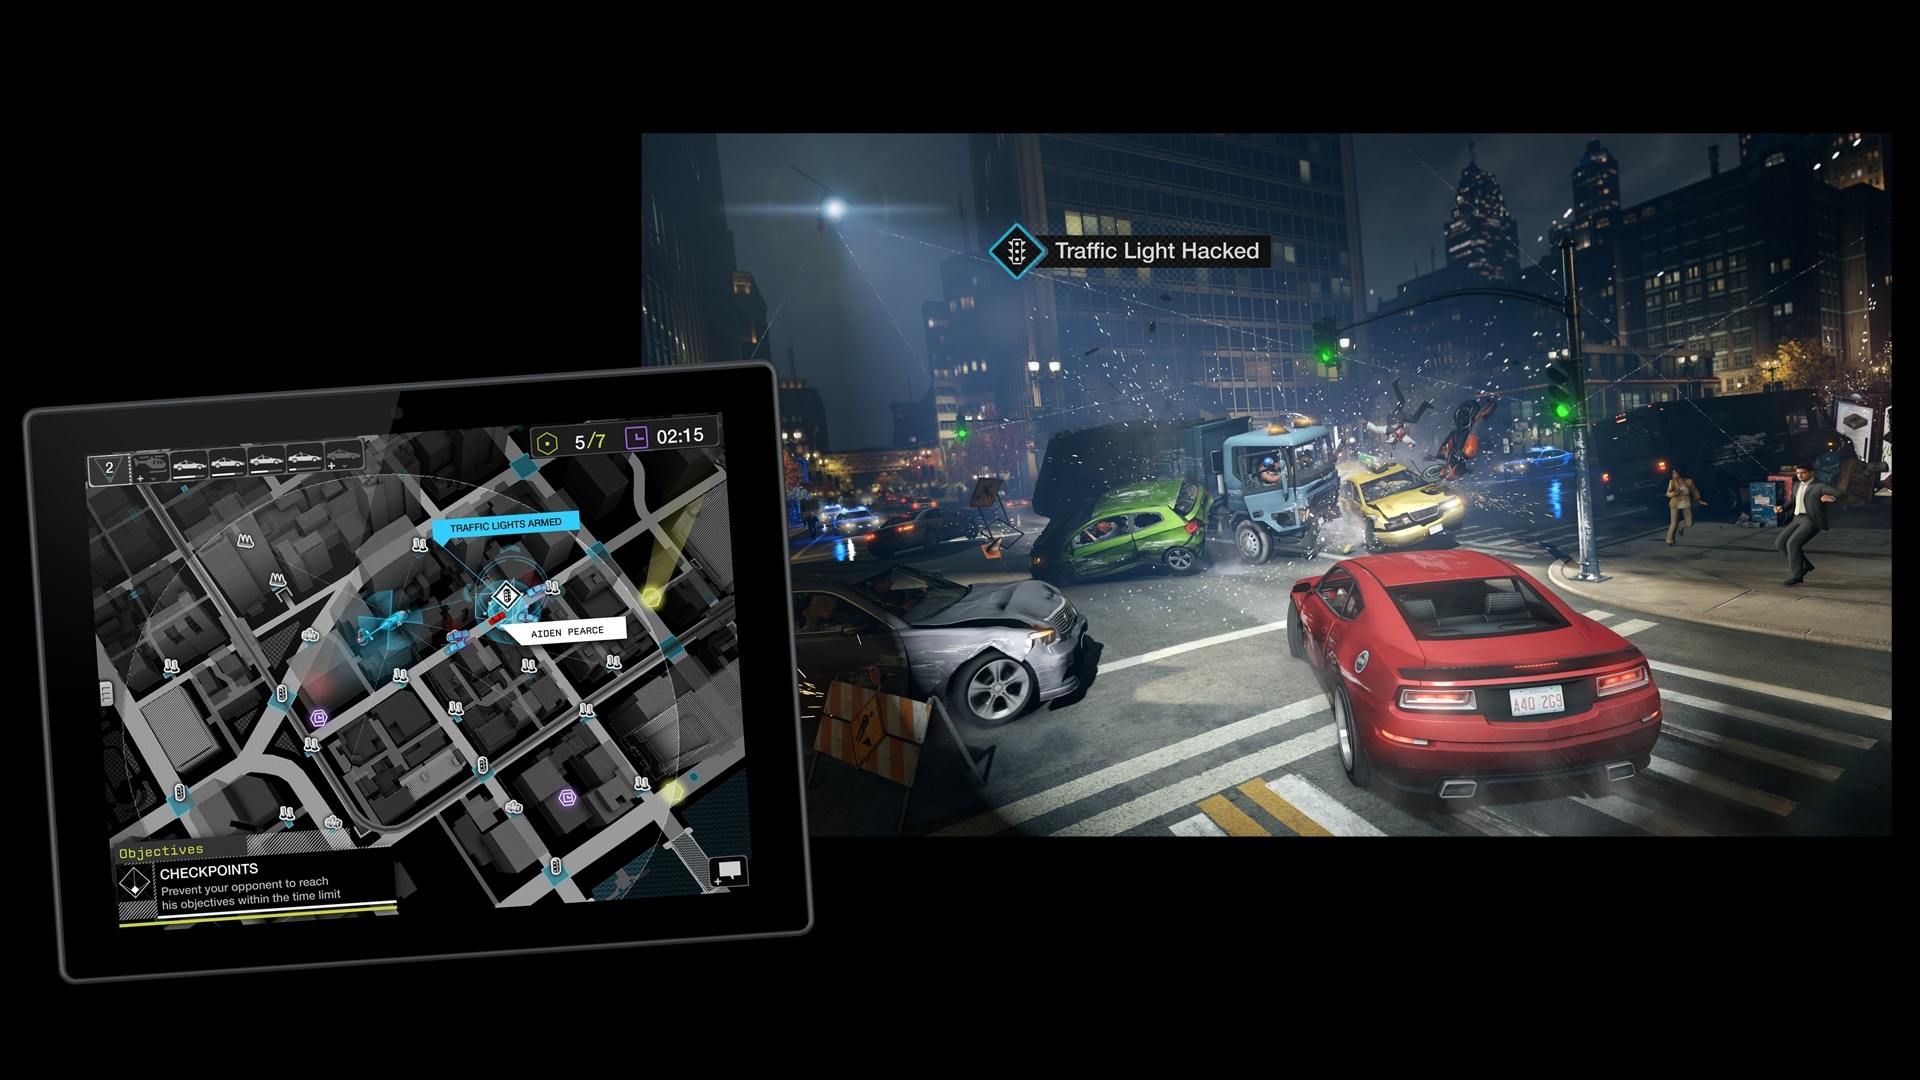 Traffic Light Hacked
2
5/7
02:15
TRAFFIC LIGHTS ARMED
AIDEN PEARCE
A40 2G9
Objectives
CHECKPOINTS
Prevent your opponent to reach
his objectives within the time limit